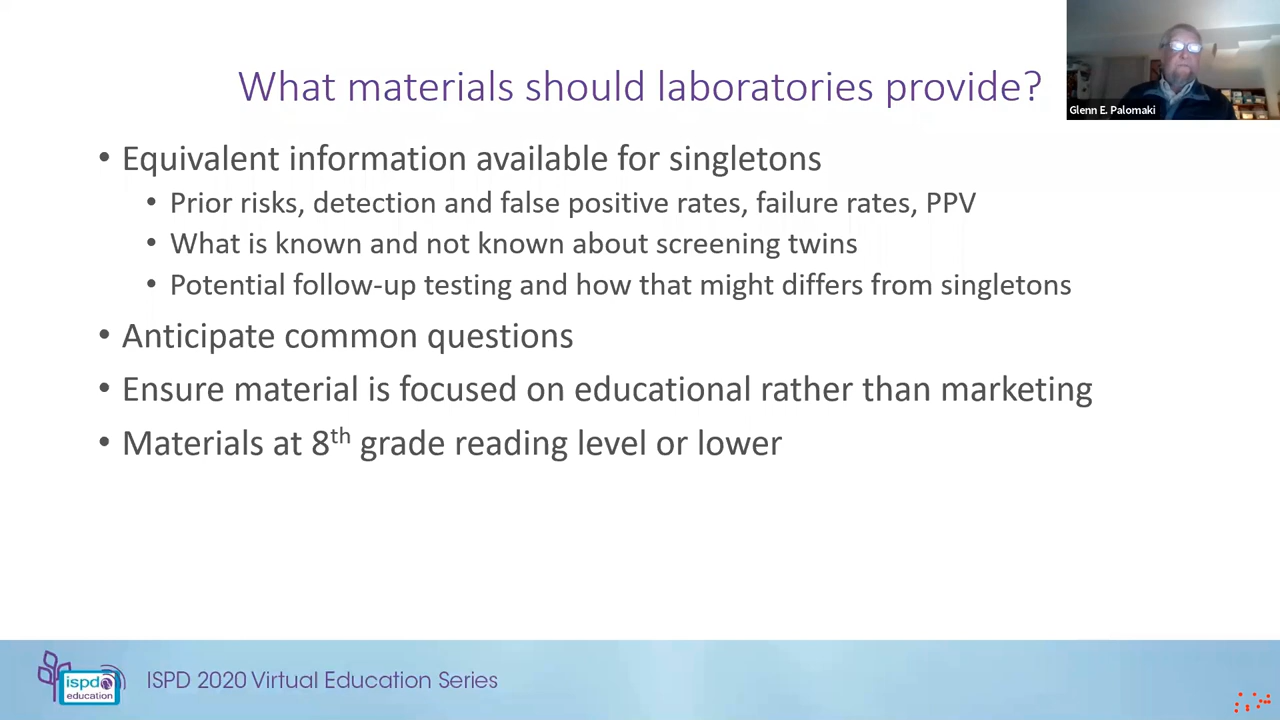 What materials should laboratories provide?
Glenn E. Palomaki
• Equivalent information available for singletons
• Prior risks, detection and false positive rates, failure rates, PPV
• What is known and not known about screening twins
• Potential follow-up testing and how that might differs from singletons
• Anticipate common questions
• Ensure material is focused on educational rather than marketing
• Materials at 8th grade reading level or lower
ispd
education
ISPD 2020 Virtual Education Series